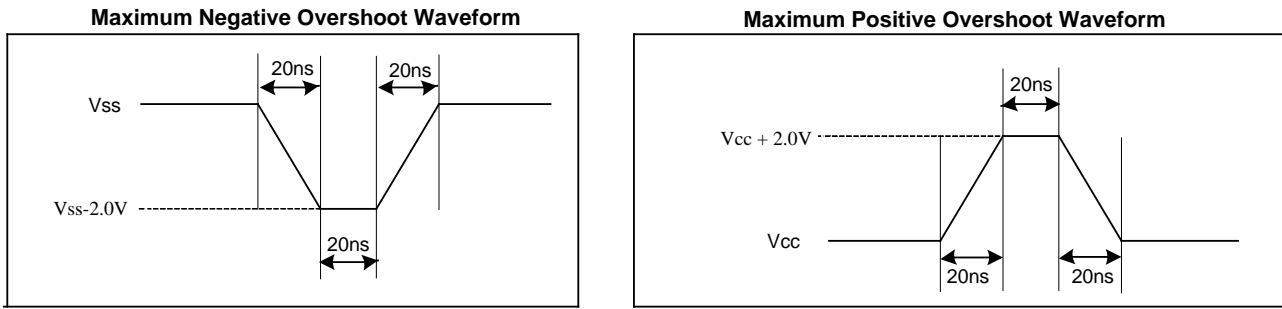 Maximum Negative Overshoot Waveform
20ns
20ns
Vss
Vss-2.0V
20ns
Maximum Positive Overshoot Waveform
20ns
Vcc + 2.0V
Vcc
20ns
20ns